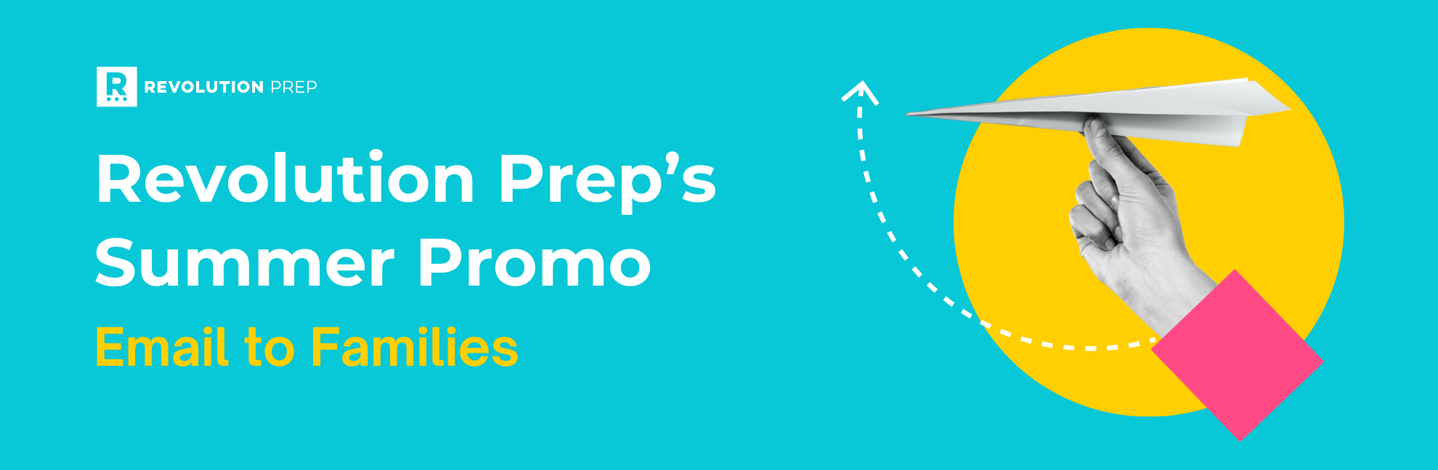 R
REVOLUTION PREP
Revolution Prep’s
Summer Promo
Email to Families